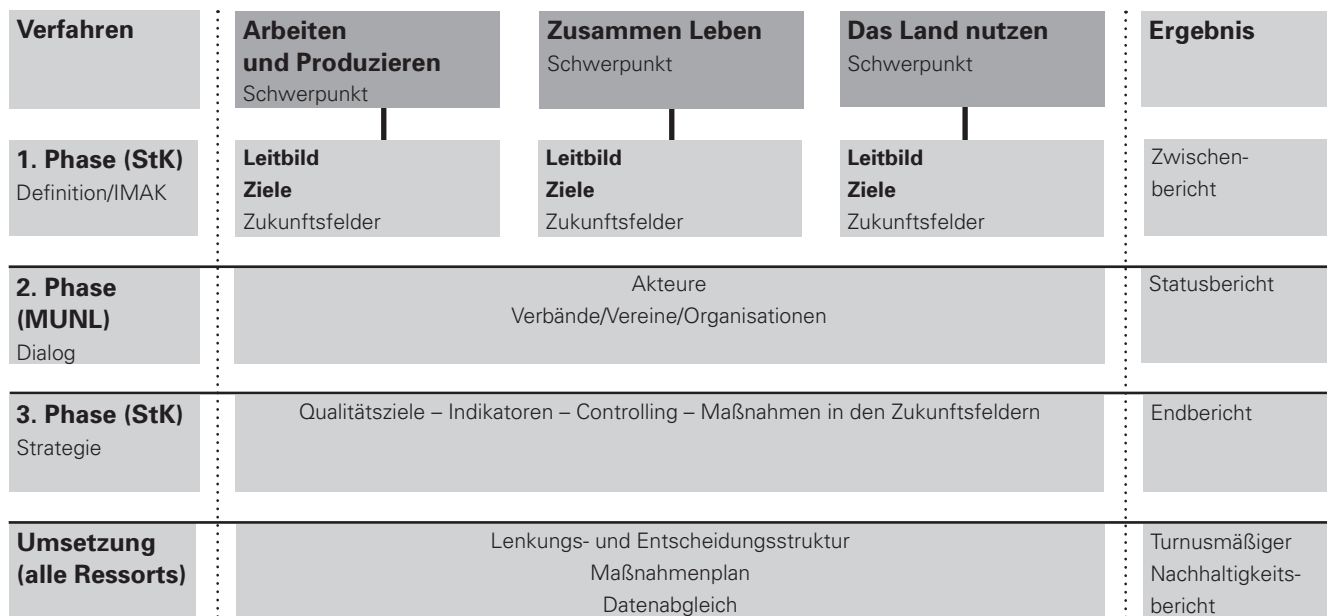 Verfahren
Arbeiten
und Produzieren
Schwerpunkt
Zusammen Leben
Schwerpunkt
Das Land nutzen
Schwerpunkt
Ergebnis
1. Phase (StK)
Definition/IMAK
Leitbild
Ziele
Zukunftsfelder
Leitbild
Ziele
Zukunftsfelder
Leitbild
Ziele
Zukunftsfelder
Zwischen-
bericht
2. Phase
(MUNL)
Dialog
Akteure
Verbände/Vereine/Organisationen
Statusbericht
3. Phase (StK)
Strategie
Qualitätsziele – Indikatoren – Controlling – Maßnahmen in den Zukunftsfeldern
Endbericht
Umsetzung
(alle Ressorts)
Lenkungs- und Entscheidungsstruktur
Maßnahmenplan
Datenabgleich
Turnusmäßiger
Nachhaltigkeits-
bericht